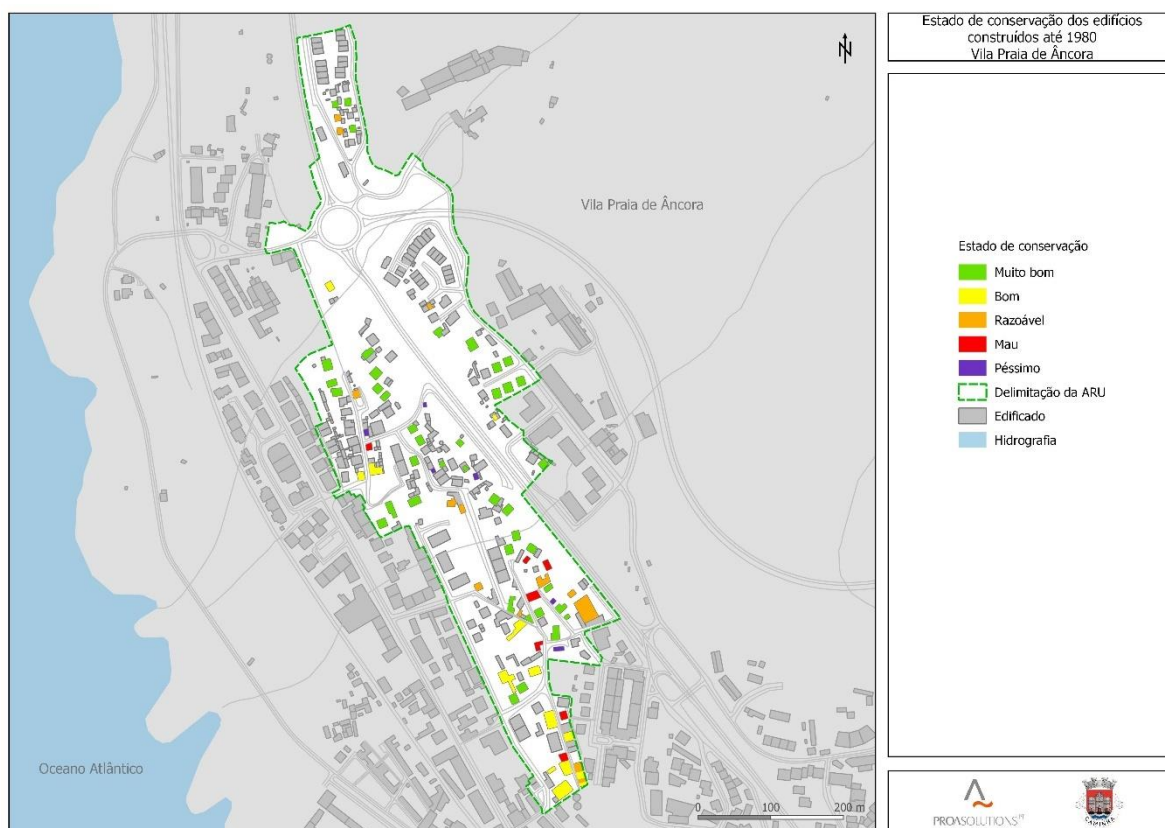 Estado de conservação dos edifícios
construídos até 1980
Vila Praia de Âncora
N
Vila Praia de Âncora
Estado de conservação
Muito bom
Bom
Razoável
Mau
Péssimo
Delimitação da ARU
Edificado
Hidrografia
Oceano Atlântico
0 100 200 m
PROASOLUTIONS
CAMINHA